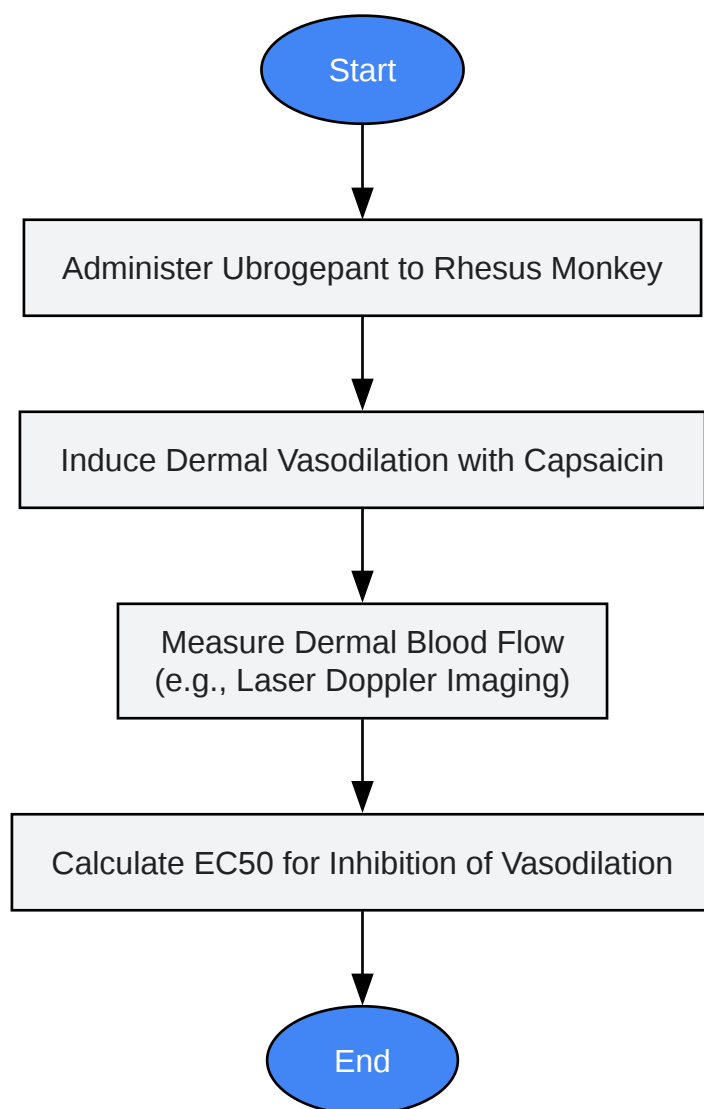 Start
Administer Ubrogepant to Rhesus Monkey
Induce Dermal Vasodilation with Capsaicin
Measure Dermal Blood Flow
(e.g., Laser Doppler Imaging)
Calculate EC50 for Inhibition of Vasodilation
End